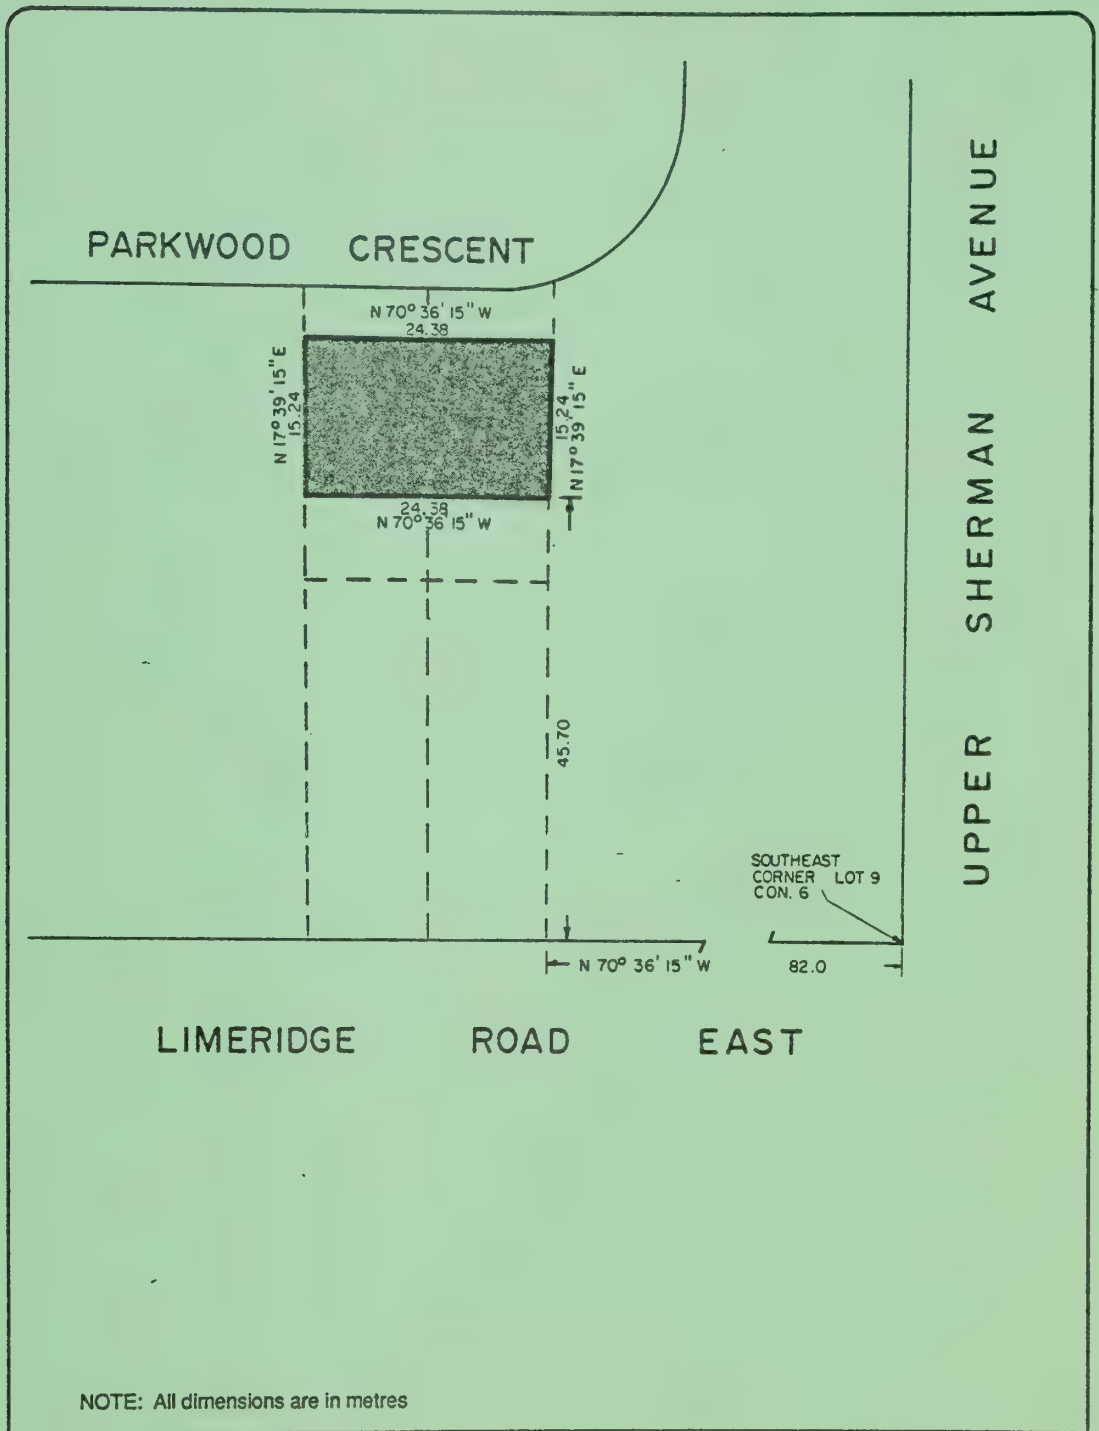 PARKWOOD CRESCENT
N 70° 36' 15" W
24.38
N 17° 39' 15" E
15.24
15.24
N 17° 39' 15" E
24.38
N 70° 36' 15" W
45.70
UPPER SHERMAN AVENUE
SOUTHEAST
CORNER LOT 9
CON. 6
N 70° 36' 15" W
82.0
LIMERIDGE ROAD EAST
NOTE: All dimensions are in metres